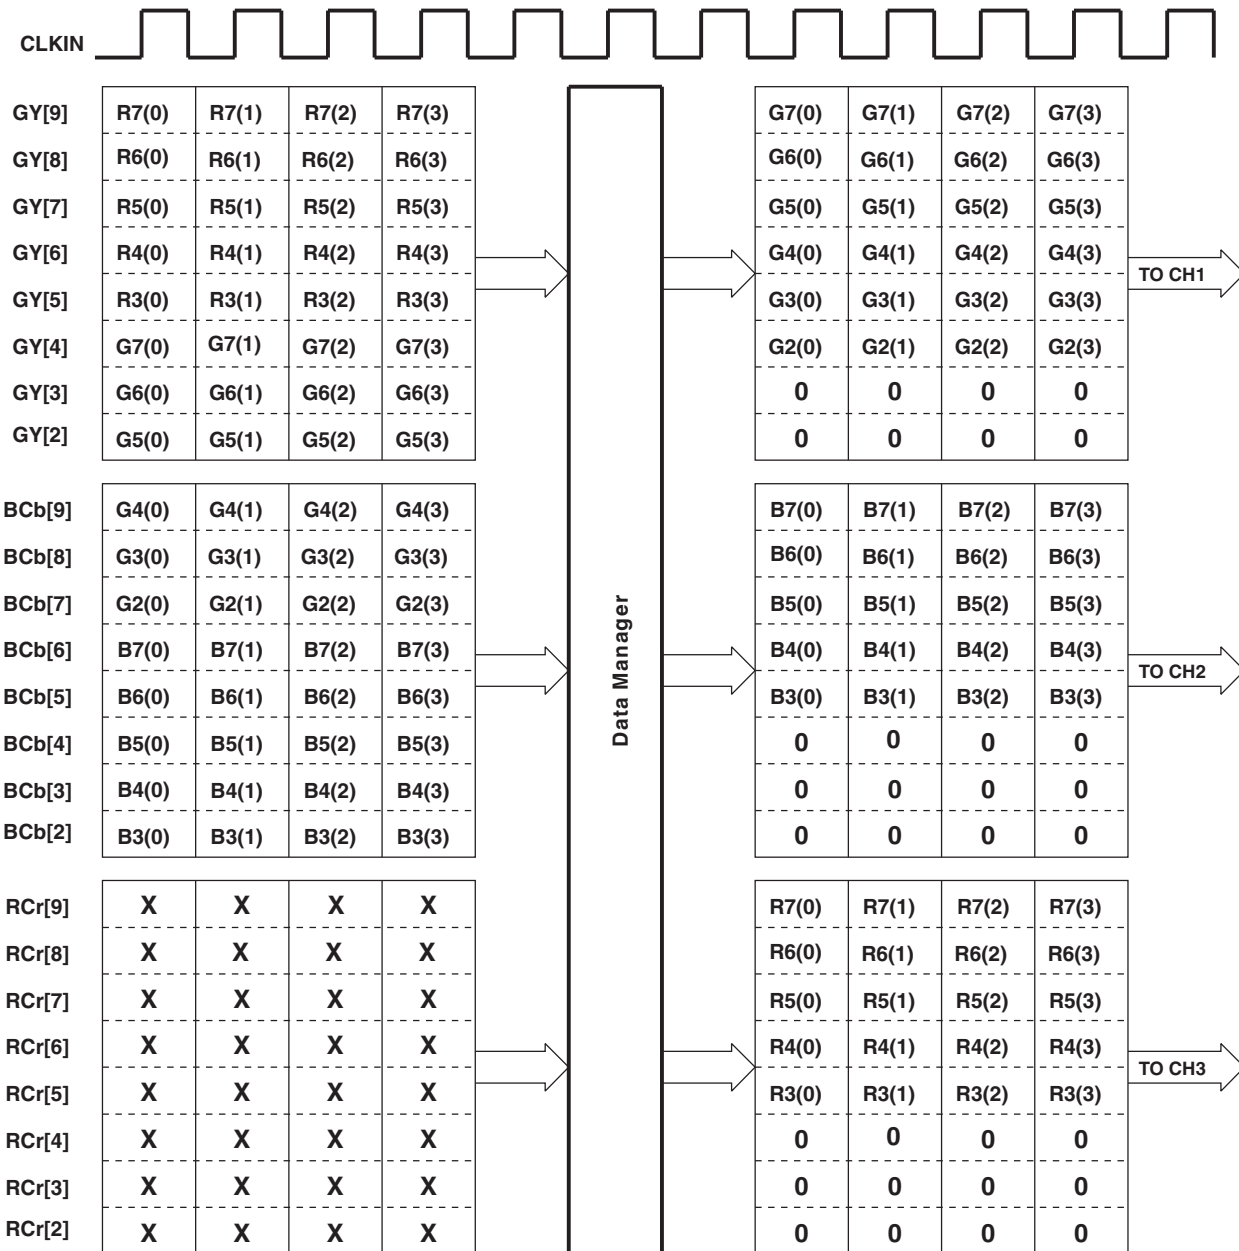 CLKIN
GY[9] R7(0) R7(1) R7(2) R7(3) G7(0) G7(1) G7(2) G7(3)
GY[8] R6(0) R6(1) R6(2) R6(3) G6(0) G6(1) G6(2) G6(3)
GY[7] R5(0) R5(1) R5(2) R5(3) G5(0) G5(1) G5(2) G5(3)
GY[6] R4(0) R4(1) R4(2) R4(3) G4(0) G4(1) G4(2) G4(3)
TO CH1
GY[5] R3(0) R3(1) R3(2) R3(3) G3(0) G3(1) G3(2) G3(3)
GY[4] G7(0) G7(1) G7(2) G7(3) G2(0) G2(1) G2(2) G2(3)
GY[3] G6(0) G6(1) G6(2) G6(3) 0 0 0 0
GY[2] G5(0) G5(1) G5(2) G5(3) 0 0 0 0
BCb[9] G4(0) G4(1) G4(2) G4(3) B7(0) B7(1) B7(2) B7(3)
BCb[8] G3(0) G3(1) G3(2) G3(3) B6(0) B6(1) B6(2) B6(3)
BCb[7] G2(0) G2(1) G2(2) G2(3) B5(0) B5(1) B5(2) B5(3)
BCb[6] B7(0) B7(1) B7(2) B7(3) B4(0) B4(1) B4(2) B4(3)
Data Manager
TO CH2
BCb[5] B6(0) B6(1) B6(2) B6(3) B3(0) B3(1) B3(2) B3(3)
BCb[4] B5(0) B5(1) B5(2) B5(3) 0 0 0 0
BCb[3] B4(0) B4(1) B4(2) B4(3) 0 0 0 0
BCb[2] B3(0) B3(1) B3(2) B3(3) 0 0 0 0
RCr[9] X X X X R7(0) R7(1) R7(2) R7(3)
RCr[8] X X X X R6(0) R6(1) R6(2) R6(3)
RCr[7] X X X X R5(0) R5(1) R5(2) R5(3)
RCr[6] X X X X R4(0) R4(1) R4(2) R4(3)
TO CH3
RCr[5] X X X X R3(0) R3(1) R3(2) R3(3)
RCr[4] X X X X 0 0 0 0
RCr[3] X X X X 0 0 0 0
RCr[2] X X X X 0 0 0 0